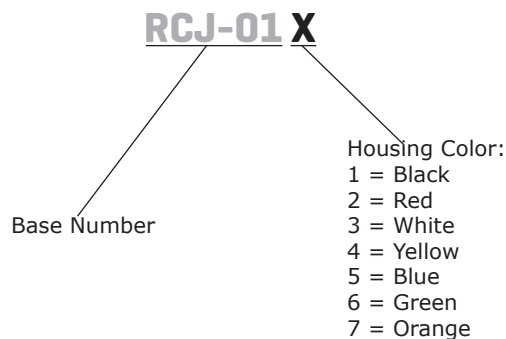 RCJ-01 X
Housing Color:
1 = Black
2 = Red
3 = White
4 = Yellow
5 = Blue
6 = Green
7 = Orange
Base Number